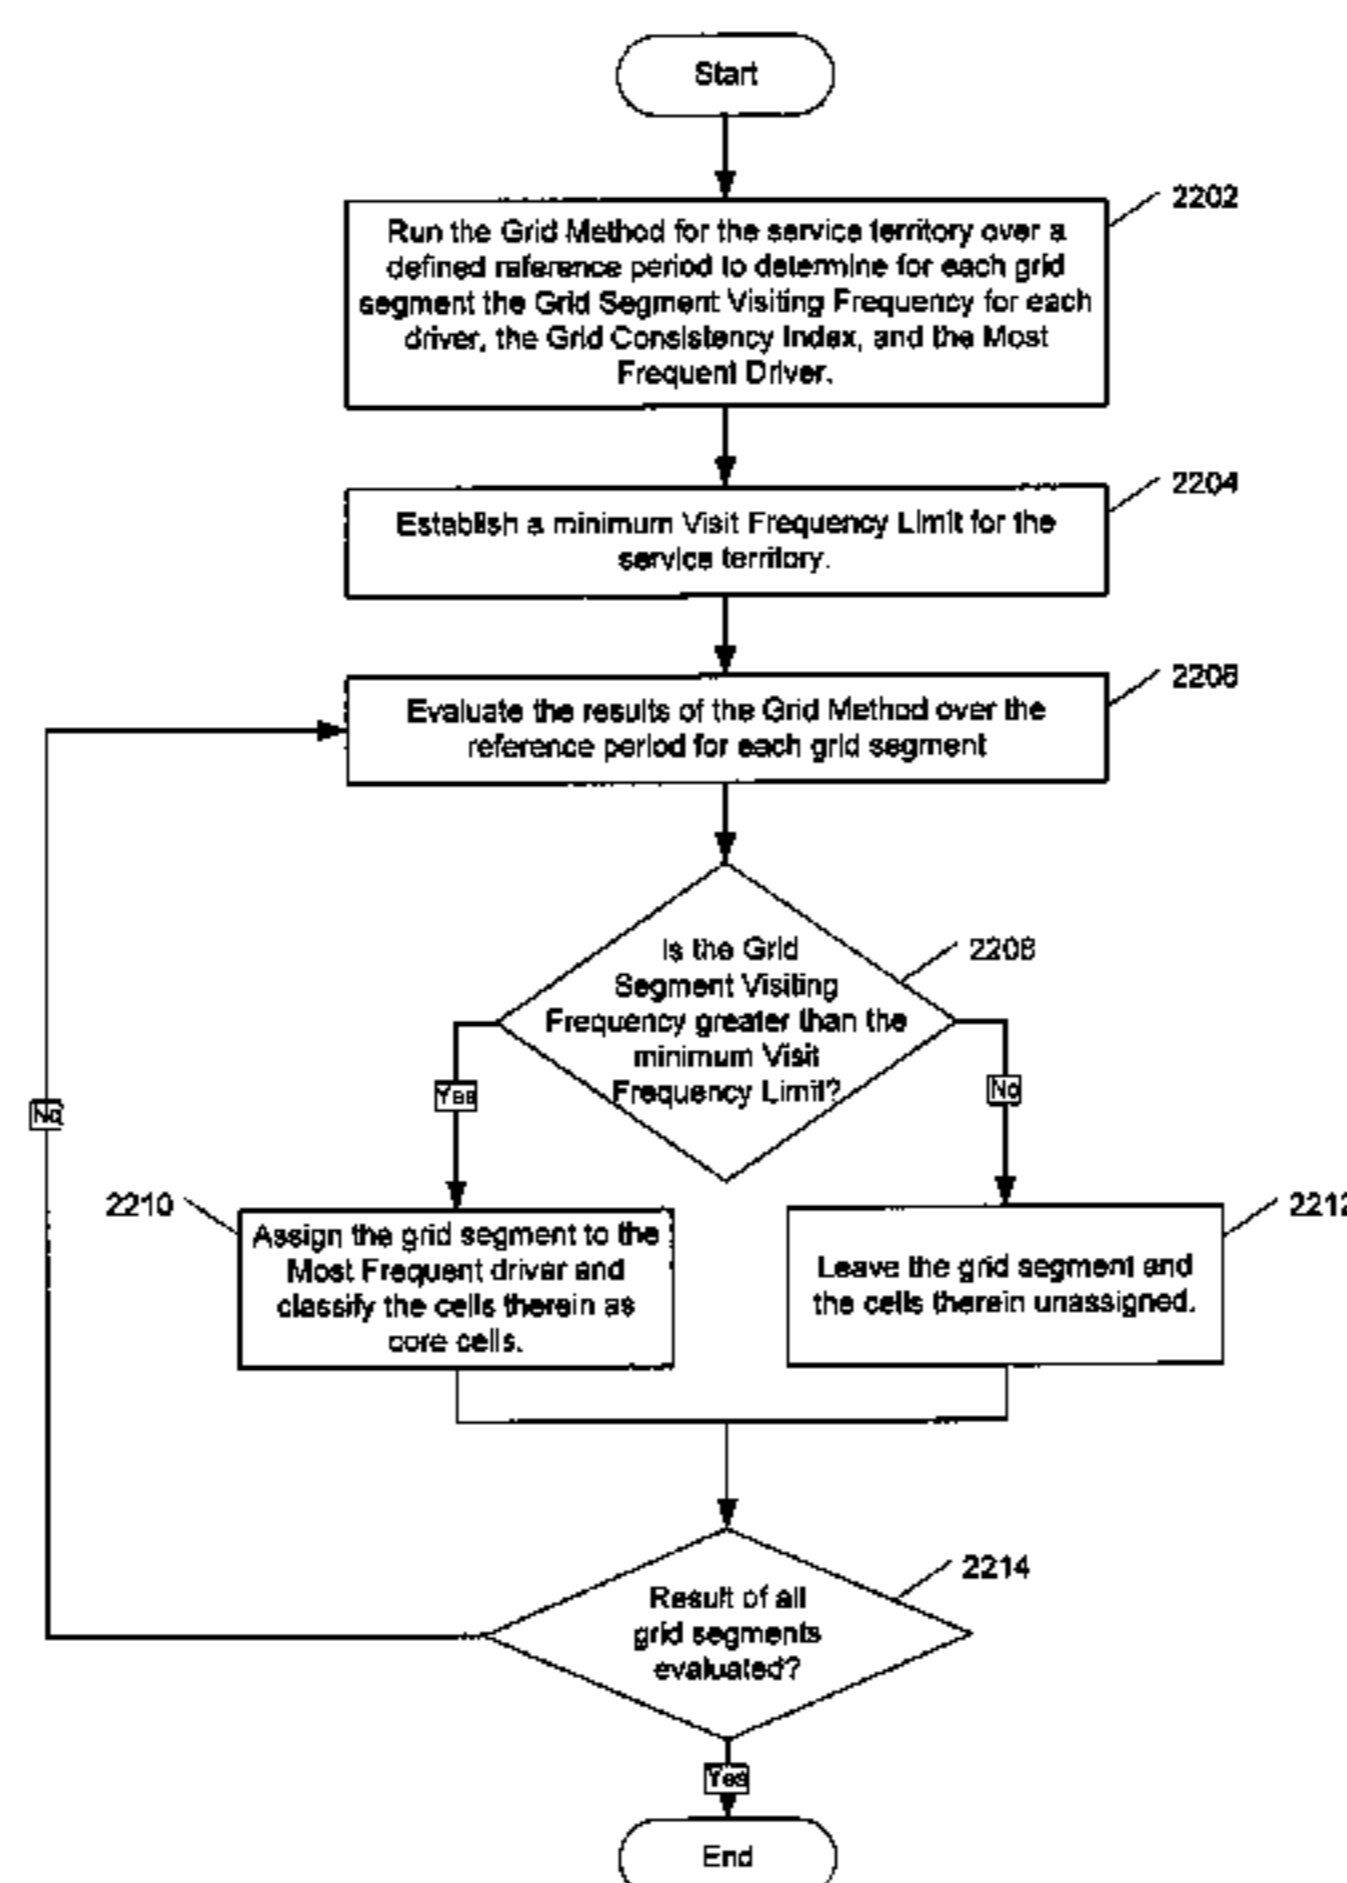 Start
2202
Run the Grid Method for the service territory over a
defined reference period to determine for each grid
segment the Grid Segment Visiting Frequency for each
driver, the Grid Consistency Index, and the Most
Frequent Driver.
2204
Establish a minimum Visit Frequency Limit for the
service territory.
2206
Evaluate the results of the Grid Method over the
reference period for each grid segment
2208
Is the Grid
Segment Visiting
Frequency greater than the
minimum Visit
Frequency Limit?
Yes
No
No
2210
Assign the grid segment to the
Most Frequent driver and
classify the cells therein as
core cells.
2212
Leave the grid segment and
the cells therein unassigned.
2214
Result of all
grid segments
evaluated?
Yes
End